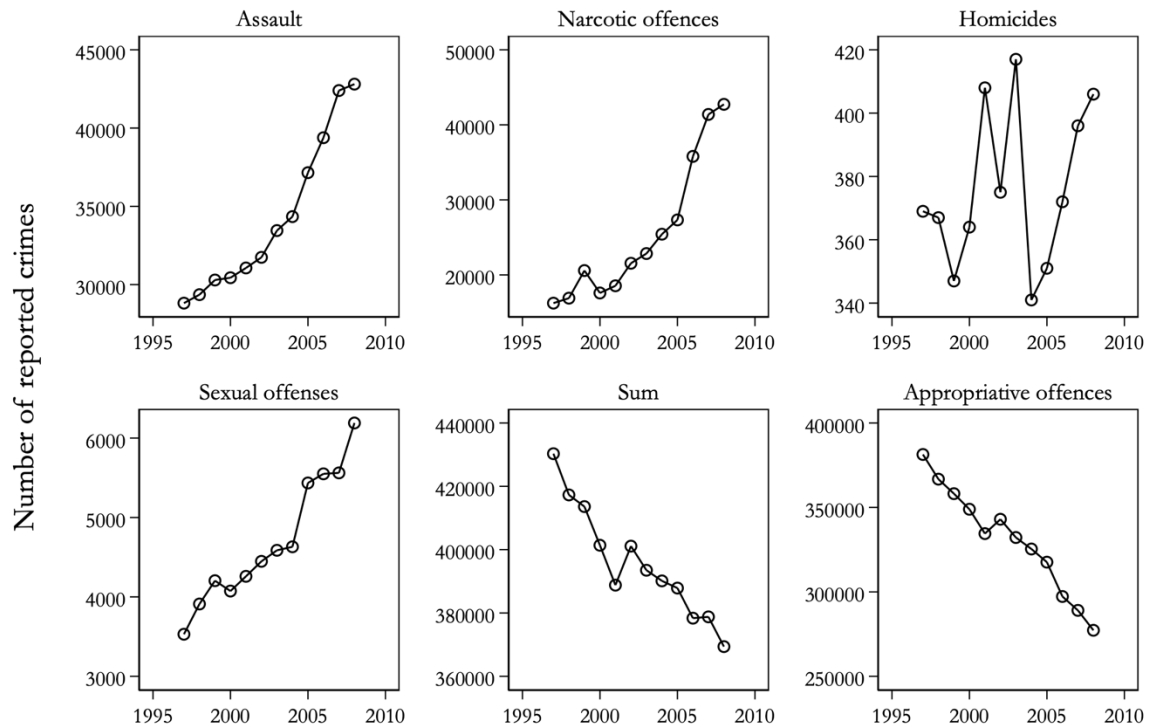 Number of reported crimes
Assault
45000
40000
35000
30000
1995 2000 2005 2010
Narcotic offences
50000
40000
30000
20000
1995 2000 2005 2010
Homicides
420
400
380
360
340
1995 2000 2005 2010
Sexual offenses
6000
5000
4000
3000
1995 2000 2005 2010
Sum
440000
420000
400000
380000
360000
1995 2000 2005 2010
Appropriative offences
400000
350000
300000
250000
1995 2000 2005 2010